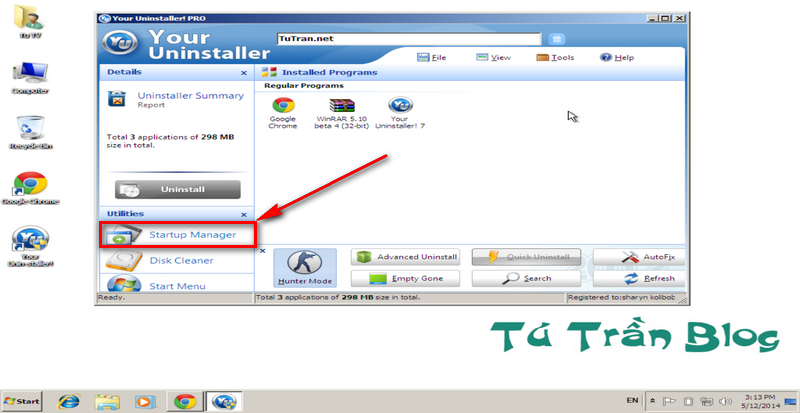 Tu TV
Computer
Recycle Bin
Google Chrome
Your
Unin-staller!
Your Uninstaller! PRO
Your
Uninstaller
TuTran.net
File
View
Tools
Help
Details
x
Uninstaller Summary
Report
Total 3 applications of 298 MB
size in total.
Uninstall
Utilities
x
Startup Manager
Disk Cleaner
Start Menu
Installed Programs
Regular Programs
Google
Chrome
WinRAR 5.10
beta 4 (32-bit)
Your
Uninstaller! 7
x
Hunter Mode
Advanced Uninstall
Quick Uninstall
AutoFix
Empty Gone
Search
Refresh
Ready.
Total 3 applications of 298 MB size in total.
Registered to: sharyn kolibob
Tú Trần Blog
Start
EN
3:13 PM
5/12/2014